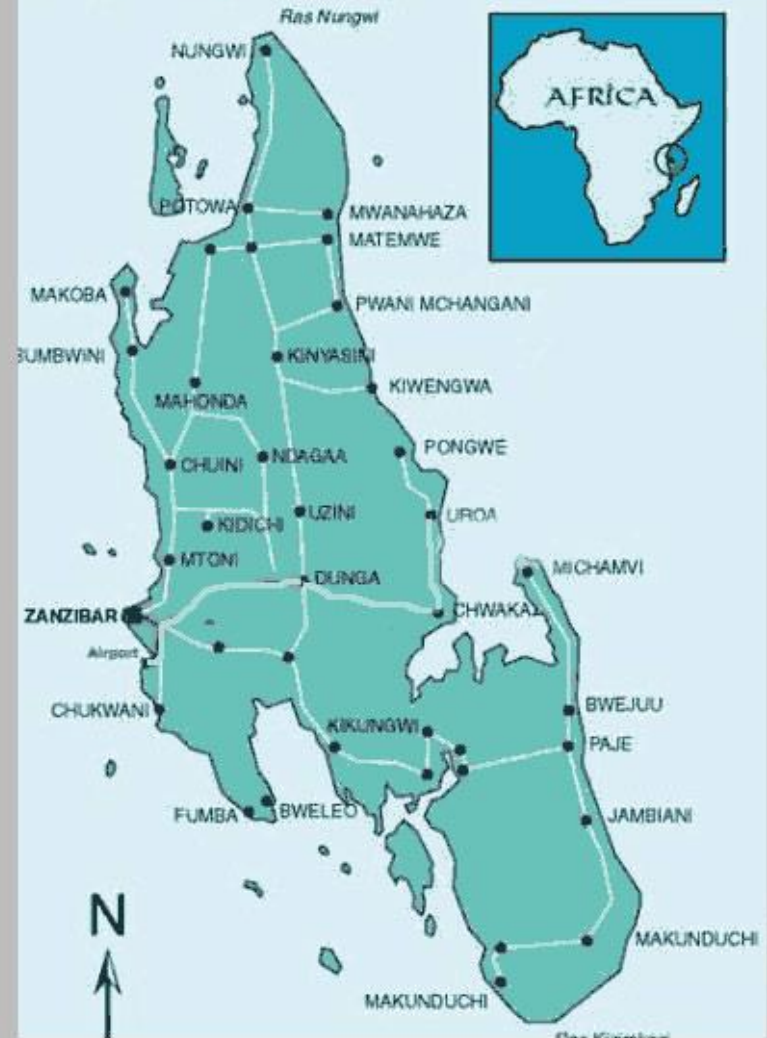 Ras Nungwi
NUNGWI
AFRICA
POTOWA
MWANAHAZA
MATEMWE
MAKOBA
PWANI MCHANGANI
BUMBWINI
KINYASINI
KIWENGWA
MAHONDA
PONGWE
CHUINI
NDAGAA
UZINI
UROA
KIDICHI
MTONI
DUNGA
MICHAMVI
ZANZIBAR
CHWAKA
Airport
CHUKWANI
KIKUNGWI
BWEJUU
PAJE
FUMBA
BWELEO
JAMBIANI
N
MAKUNDUCHI
MAKUNDUCHI